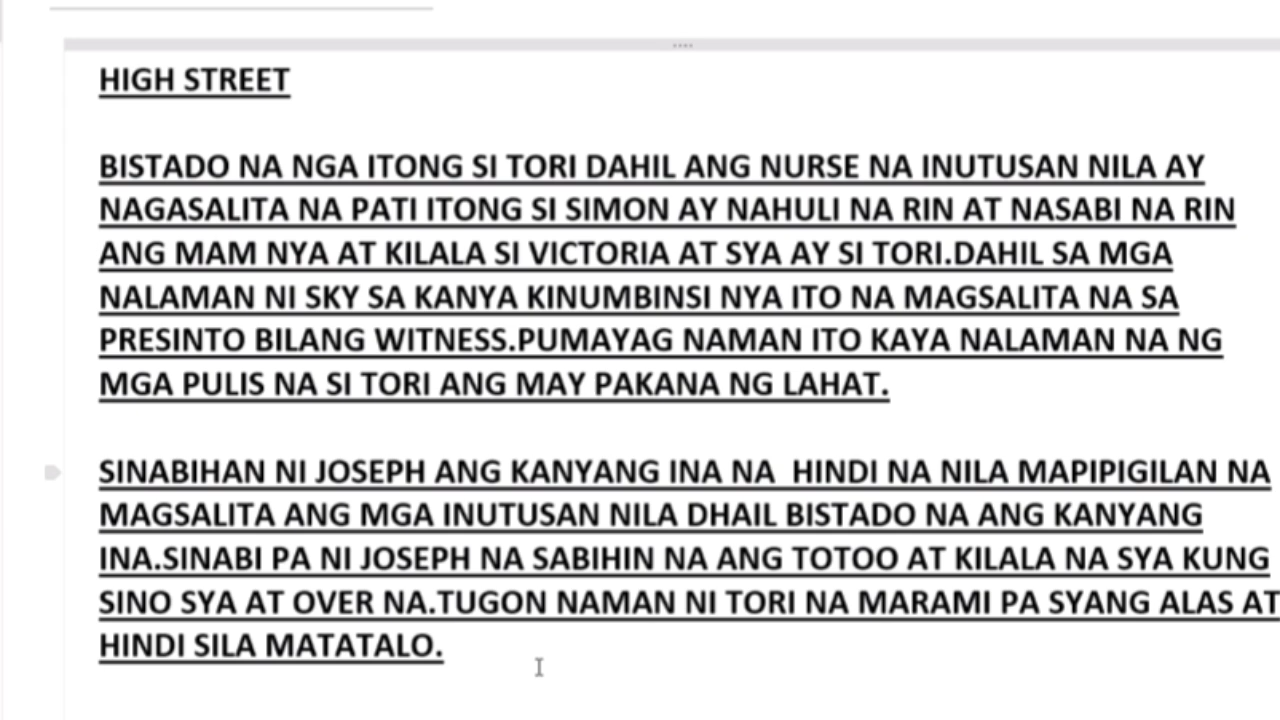 HIGH STREET
BISTADO NA NGA ITONG SI TORI DAHIL ANG NURSE NA INUTUSAN NILA AY
NAGASALITA NA PATI ITONG SI SIMON AY NAHULI NA RIN AT NASABI NA RIN
ANG MAM NYA AT KILALA SI VICTORIA AT SYA AY SI TORI.DAHIL SA MGA
NALAMAN NI SKY SA KANYA KINUMBINSI NYA ITO NA MAGSALITA NA SA
PRESINTO BILANG WITNESS.PUMAYAG NAMAN ITO KAYA NALAMAN NA NG
MGA PULIS NA SI TORI ANG MAY PAKANA NG LAHAT.
SINABIHAN NI JOSEPH ANG KANYANG INA NA  HINDI NA NILA MAPIPIGILAN NA
MAGSALITA ANG MGA INUTUSAN NILA DHAIL BISTADO NA ANG KANYANG
INA.SINABI PA NI JOSEPH NA SABIHIN NA ANG TOTOO AT KILALA NA SYA KUNG
SINO SYA AT OVER NA.TUGON NAMAN NI TORI NA MARAMI PA SYANG ALAS AT
HINDI SILA MATATALO.